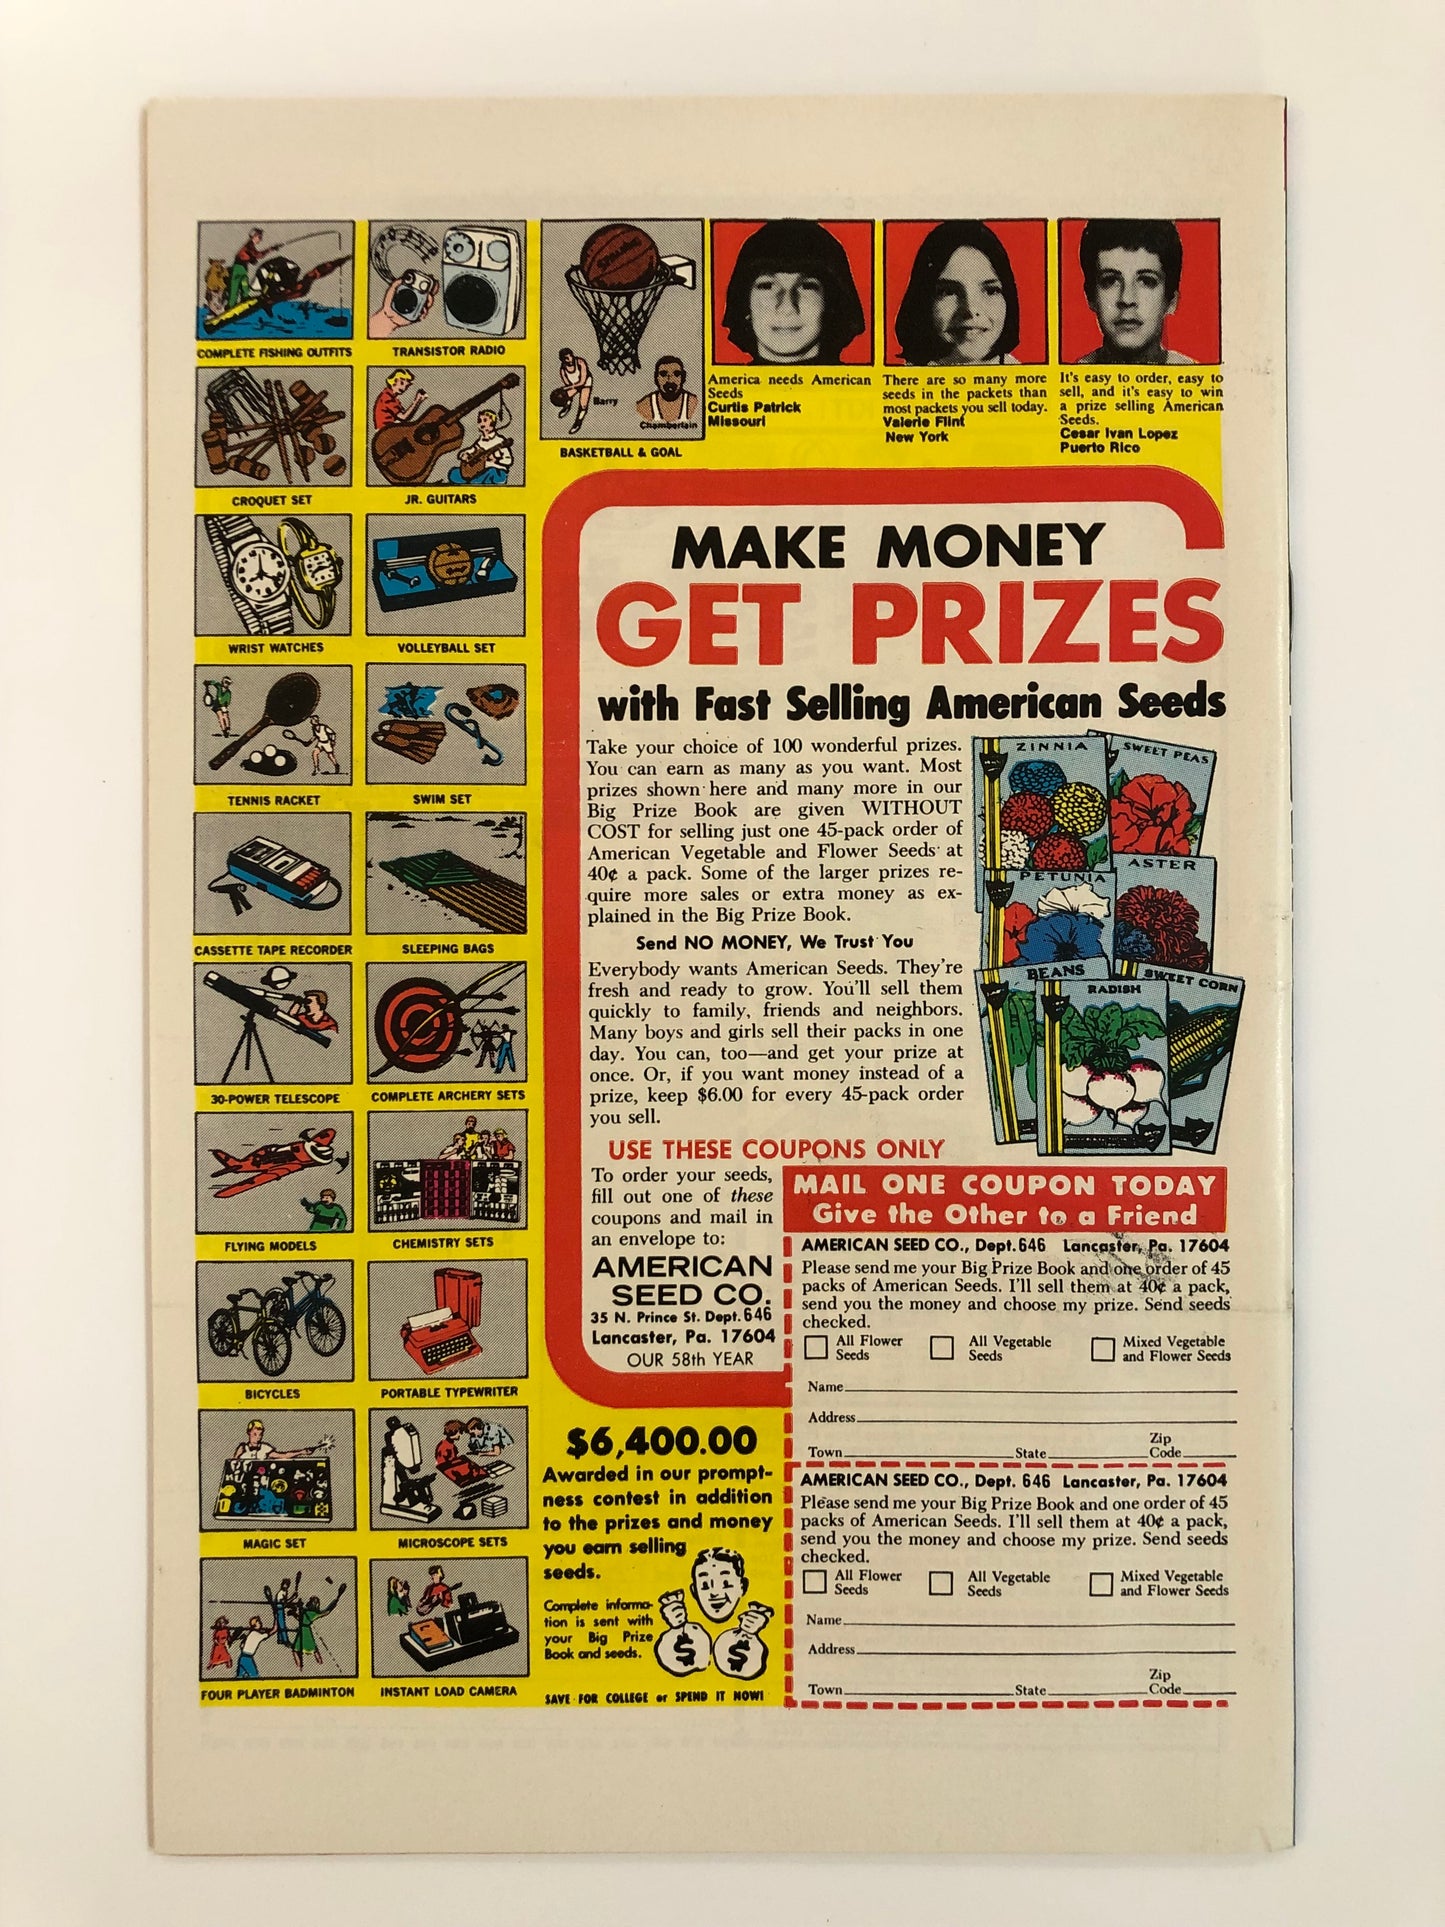 COMPLETE FISHING OUTFITS
TRANSISTOR RADIO
CROQUET SET
JR. GUITARS
WRIST WATCHES
VOLLEYBALL SET
TENNIS RACKET
SWIM SET
CASSETTE TAPE RECORDER
SLEEPING BAGS
30-POWER TELESCOPE
COMPLETE ARCHERY SETS
FLYING MODELS
CHEMISTRY SETS
BICYCLES
PORTABLE TYPEWRITER
MAGIC SET
MICROSCOPE SETS
FOUR PLAYER BADMINTON
INSTANT LOAD CAMERA
Barry
Chamberlain
BASKETBALL & GOAL
America needs American
Seeds
Curtis Patrick
Missouri
There are so many more
seeds in the packets than
most packets you sell today.
Valerie Flint
New York
It's easy to order, easy to
sell, and it's easy to win
a prize selling American
Seeds.
Cesar Ivan Lopez
Puerto Rico
MAKE MONEY
GET PRIZES
with Fast Selling American Seeds
Take your choice of 100 wonderful prizes.
You can earn as many as you want. Most
prizes shown here and many more in our
Big Prize Book are given WITHOUT
COST for selling just one 45-pack order of
American Vegetable and Flower Seeds at
40¢ a pack. Some of the larger prizes re-
quire more sales or extra money as ex-
plained in the Big Prize Book.
Send NO MONEY, We Trust You
Everybody wants American Seeds. They're
fresh and ready to grow. You'll sell them
quickly to family, friends and neighbors.
Many boys and girls sell their packs in one
day. You can, too—and get your prize at
once. Or, if you want money instead of a
prize, keep $6.00 for every 45-pack order
you sell.
ZINNIA
SWEET PEAS
PETUNIA
ASTER
BEANS
RADISH
SWEET CORN
USE THESE COUPONS ONLY
To order your seeds,
fill out one of these
coupons and mail in
an envelope to:
AMERICAN
SEED CO.
35 N. Prince St. Dept. 646
Lancaster, Pa. 17604
OUR 58th YEAR
$6,400.00
Awarded in our prompt-
ness contest in addition
to the prizes and money
you earn selling
seeds.
Complete informa-
tion is sent with
your Big Prize
Book and seeds.
$ $
SAVE FOR COLLEGE or SPEND IT NOW!
MAIL ONE COUPON TODAY
Give the Other to a Friend
AMERICAN SEED CO., Dept. 646 Lancaster, Pa. 17604
Please send me your Big Prize Book and one order of 45
packs of American Seeds. I'll sell them at 40¢ a pack,
send you the money and choose my prize. Send seeds
checked.
All Flower
Seeds
All Vegetable
Seeds
Mixed Vegetable
and Flower Seeds
Name
Address
Town State Zip
Code
AMERICAN SEED CO., Dept. 646 Lancaster, Pa. 17604
Please send me your Big Prize Book and one order of 45
packs of American Seeds. I'll sell them at 40¢ a pack,
send you the money and choose my prize. Send seeds
checked.
All Flower
Seeds
All Vegetable
Seeds
Mixed Vegetable
and Flower Seeds
Name
Address
Town State Zip
Code